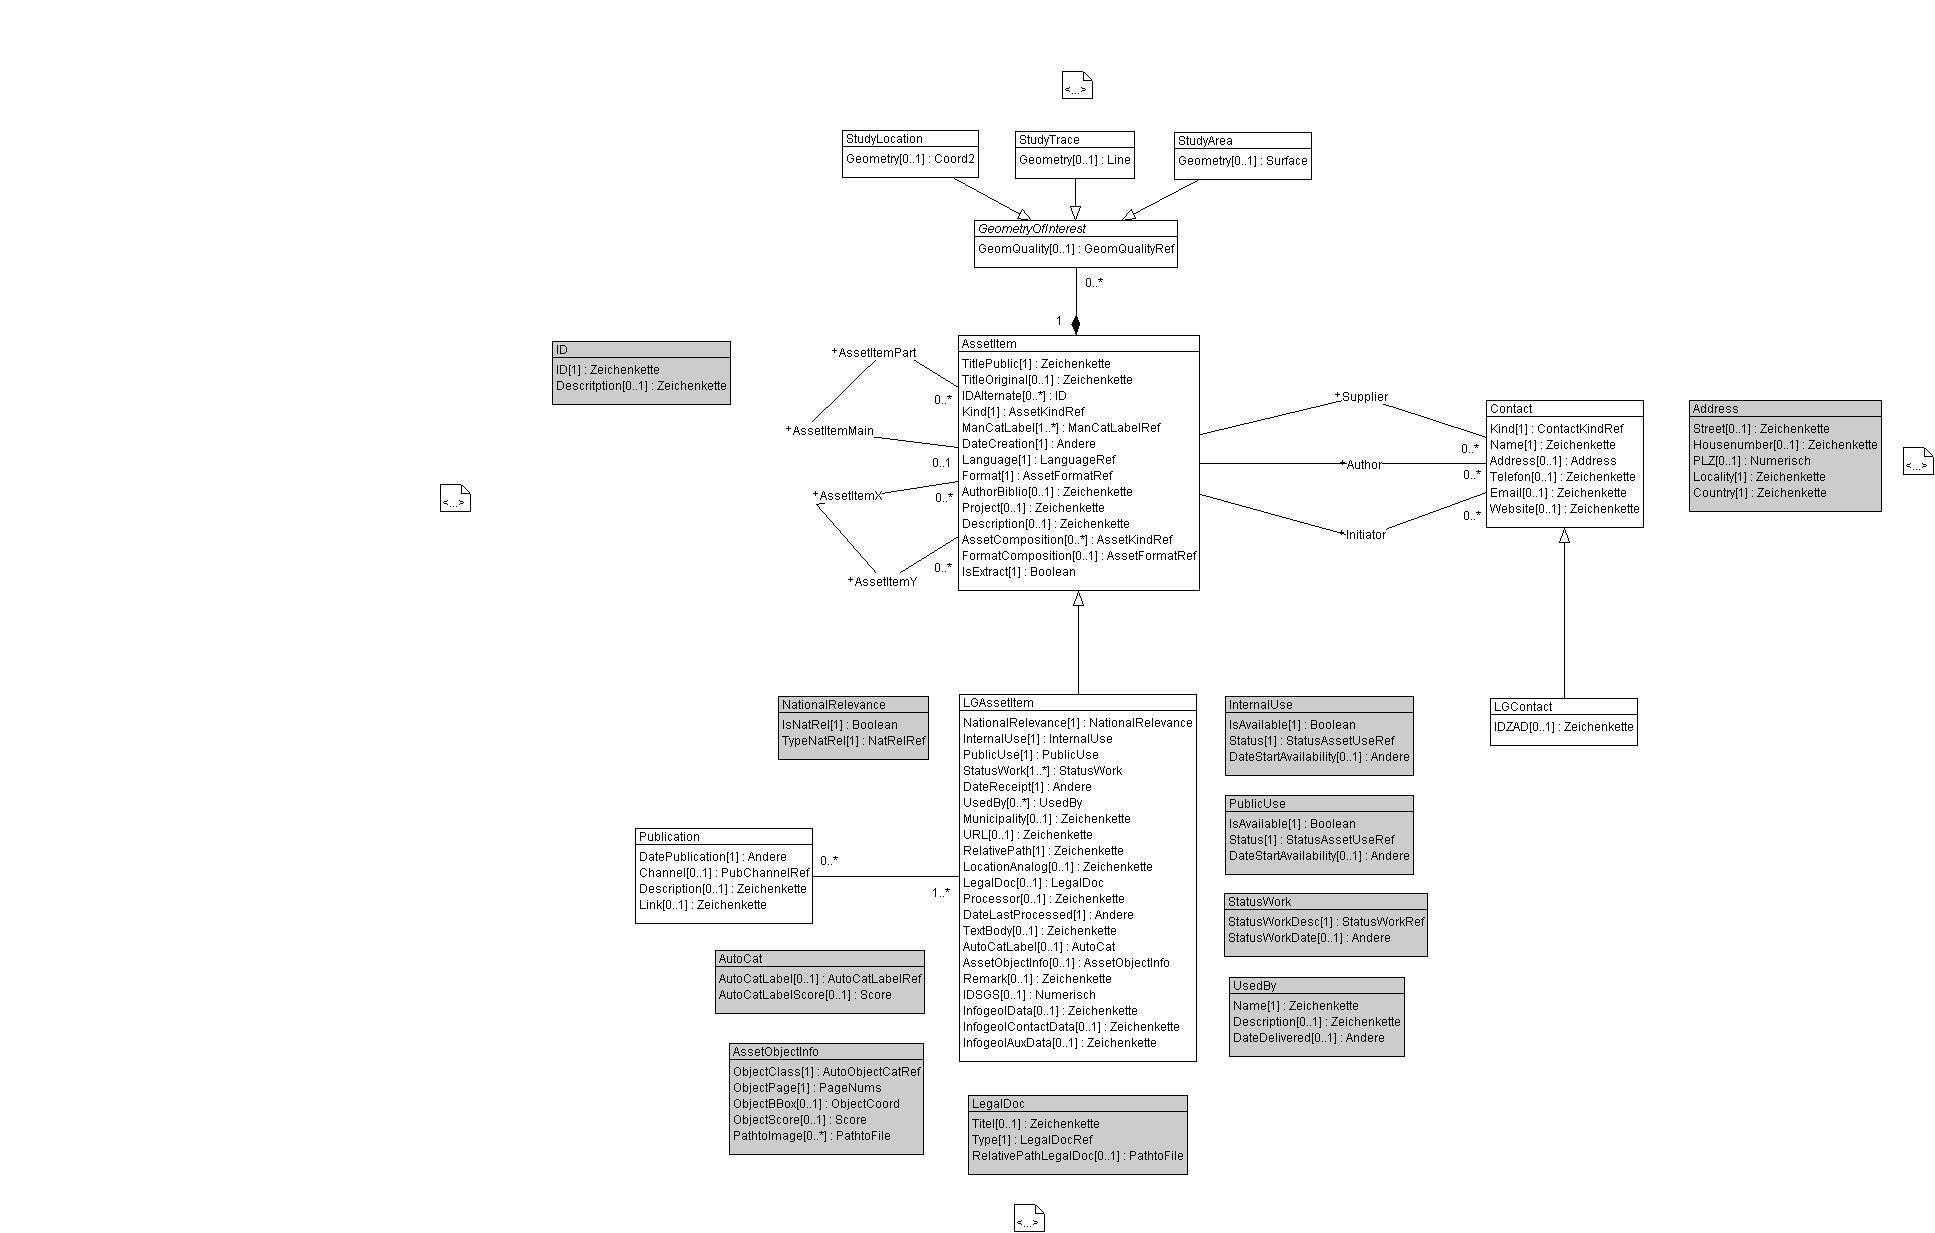 <...>
StudyLocation
Geometry[0..1] : Coord2
StudyTrace
Geometry[0..1] : Line
StudyArea
Geometry[0..1] : Surface
GeometryOfInterest
GeomQuality[0..1] : GeomQualityRef
0..*
1
ID
ID[1] : Zeichenkette
Descritption[0..1] : Zeichenkette
+AssetItemPart
0..*
+AssetItemMain
0..1
+AssetItemX
0..*
+AssetItemY
0..*
<...>
AssetItem
TitlePublic[1] : Zeichenkette
TitleOriginal[0..1] : Zeichenkette
IDAlternate[0..*] : ID
Kind[1] : AssetKindRef
ManCatLabel[1..*] : ManCatLabelRef
DateCreation[1] : Andere
Language[1] : LanguageRef
Format[1] : AssetFormatRef
AuthorBiblio[0..1] : Zeichenkette
Project[0..1] : Zeichenkette
Description[0..1] : Zeichenkette
AssetComposition[0..*] : AssetKindRef
FormatComposition[0..1] : AssetFormatRef
IsExtract[1] : Boolean
+Supplier
0..*
+Author
0..*
+Initiator
0..*
Contact
Kind[1] : ContactKindRef
Name[1] : Zeichenkette
Address[0..1] : Address
Telefon[0..1] : Zeichenkette
Email[0..1] : Zeichenkette
Website[0..1] : Zeichenkette
Address
Street[0..1] : Zeichenkette
Housenumber[0..1] : Zeichenkette
PLZ[0..1] : Numerisch
Locality[1] : Zeichenkette
Country[1] : Zeichenkette
<...>
NationalRelevance
IsNatRel[1] : Boolean
TypeNatRel[1] : NatRelRef
LGAssetItem
NationalRelevance[1] : NationalRelevance
InternalUse[1] : InternalUse
PublicUse[1] : PublicUse
StatusWork[1..*] : StatusWork
DateReceipt[1] : Andere
UsedBy[0..*] : UsedBy
Municipality[0..1] : Zeichenkette
URL[0..1] : Zeichenkette
RelativePath[1] : Zeichenkette
LocationAnalog[0..1] : Zeichenkette
LegalDoc[0..1] : LegalDoc
Processor[0..1] : Zeichenkette
DateLastProcessed[1] : Andere
TextBody[0..1] : Zeichenkette
AutoCatLabel[0..1] : AutoCat
AssetObjectInfo[0..1] : AssetObjectInfo
Remark[0..1] : Zeichenkette
IDSGS[0..1] : Numerisch
InfogeolData[0..1] : Zeichenkette
InfogeolContactData[0..1] : Zeichenkette
InfogeolAuxData[0..1] : Zeichenkette
InternalUse
IsAvailable[1] : Boolean
Status[1] : StatusAssetUseRef
DateStartAvailability[0..1] : Andere
LGContact
IDZAD[0..1] : Zeichenkette
PublicUse
IsAvailable[1] : Boolean
Status[1] : StatusAssetUseRef
DateStartAvailability[0..1] : Andere
Publication
DatePublication[1] : Andere
Channel[0..1] : PubChannelRef
Description[0..1] : Zeichenkette
Link[0..1] : Zeichenkette
0..*
1..*
StatusWork
StatusWorkDesc[1] : StatusWorkRef
StatusWorkDate[0..1] : Andere
AutoCat
AutoCatLabel[0..1] : AutoCatLabelRef
AutoCatLabelScore[0..1] : Score
UsedBy
Name[1] : Zeichenkette
Description[0..1] : Zeichenkette
DateDelivered[0..1] : Andere
AssetObjectInfo
ObjectClass[1] : AutoObjectCatRef
ObjectPage[1] : PageNums
ObjectBBox[0..1] : ObjectCoord
ObjectScore[0..1] : Score
PathtoImage[0..*] : PathtoFile
LegalDoc
Titel[0..1] : Zeichenkette
Type[1] : LegalDocRef
RelativePathLegalDoc[0..1] : PathtoFile
<...>